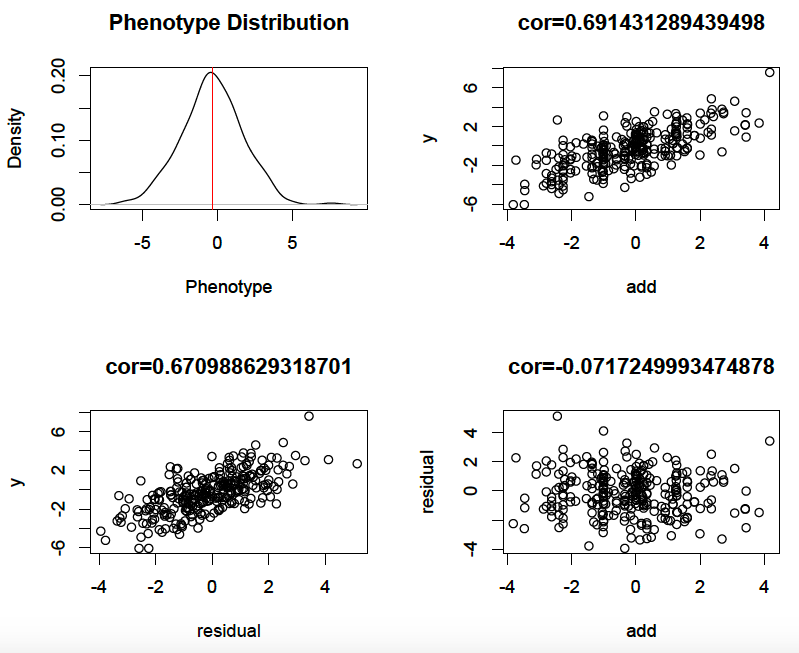 Phenotype Distribution
Density
0.00 0.10 0.20
-5 0 5
Phenotype
cor=0.691431289439498
y
-6 -2 2 6
-4 -2 0 2 4
add
cor=0.670988629318701
y
-6 -2 2 6
-4 -2 0 2 4
residual
cor=-0.0717249993474878
residual
-4 0 2 4
-4 -2 0 2 4
add